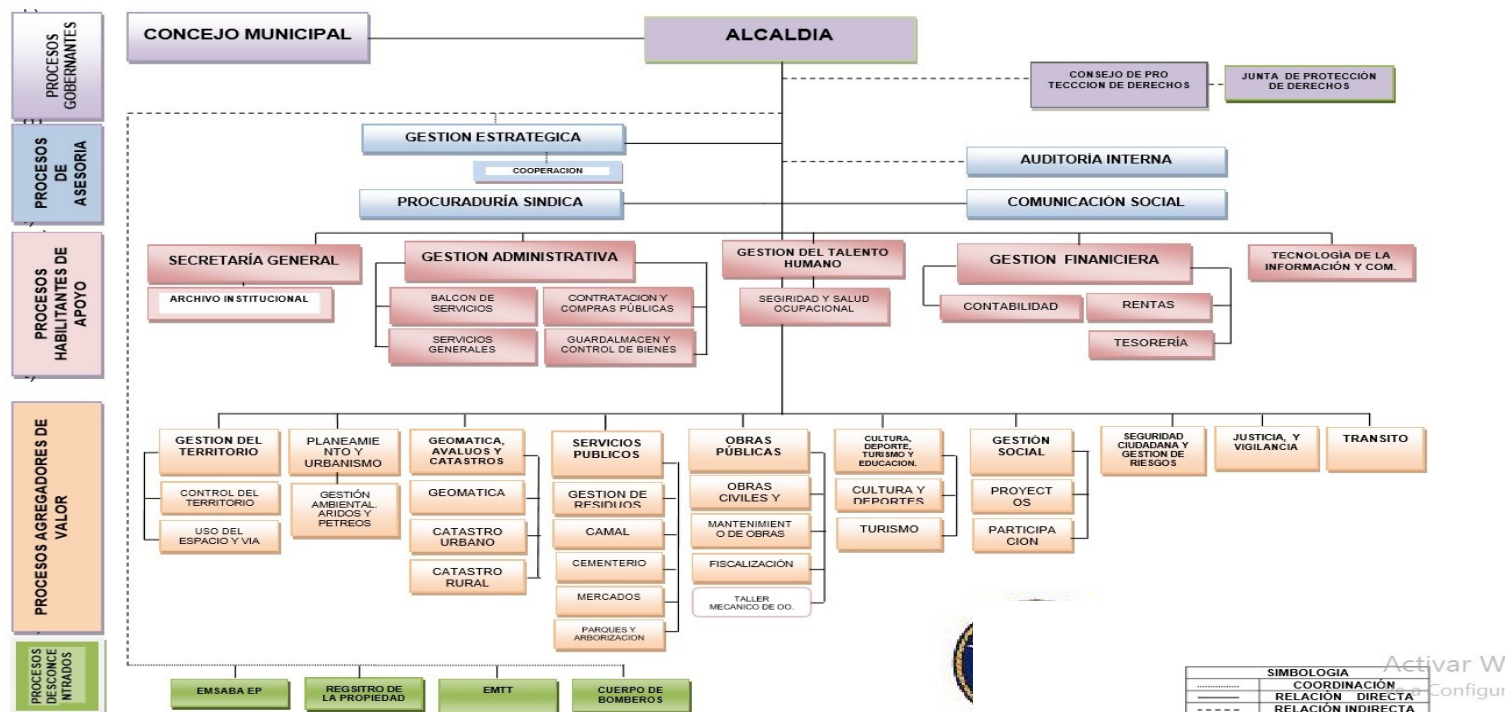 PROCESOS
GOBERNANTES
CONCEJO MUNICIPAL
ALCALDIA
CONSEJO DE PRO
TECCCION DE DERECHOS
JUNTA DE PROTECCIÓN
DE DERECHOS
PROCESOS
DE
ASESORIA
GESTION ESTRATEGICA
COOPERACION
AUDITORÍA INTERNA
PROCURADURÍA SINDICA
COMUNICACIÓN SOCIAL
PROCESOS
HABILITANTES DE
APOYO
SECRETARÍA GENERAL
ARCHIVO INSTITUCIONAL
GESTION ADMINISTRATIVA
BALCON DE
SERVICIOS
CONTRATACION Y
COMPRAS PÚBLICAS
SERVICIOS
GENERALES
GUARDALMACEN Y
CONTROL DE BIENES
GESTION DEL TALENTO
HUMANO
SEGIRIDAD Y SALUD
OCUPACIONAL
GESTION FINANCIERA
CONTABILIDAD
RENTAS
TESORERÍA
TECNOLOGÌA DE LA
INFORMACIÓN Y COM.
PROCESOS AGREGADORES DE
VALOR
GESTION DEL
TERRITORIO
CONTROL DEL
TERRITORIO
USO DEL
ESPACIO Y VIA
PLANEAMIE
NTO Y
URBANISMO
GESTIÓN
AMBIENTAL.
ARIDOS Y
PETREOS
GEOMATICA,
AVALUOS Y
CATASTROS
GEOMATICA
CATASTRO
URBANO
CATASTRO
RURAL
SERVICIOS
PUBLICOS
GESTION DE
RESIDUOS
CAMAL
CEMENTERIO
MERCADOS
PARQUES Y
ARBORIZACION
OBRAS
PÚBLICAS
OBRAS
CIVILES Y
MANTENIMIENT
O DE OBRAS
FISCALIZACIÓN
TALLER
MECANICO DE OO.
CULTURA,
DEPORTE,
TURISMO Y
EDUCACION.
CULTURA Y
DEPORTES
TURISMO
GESTIÓN
SOCIAL
PROYECT
OS
PARTICIPA
CION
SEGURIDAD
CIUDADANA Y
GESTION DE
RIESGOS
JUSTICIA, Y
VIGILANCIA
TRANSITO
PROCESOS
DESCONCE
NTRADOS
EMSABA EP
REGSITRO DE
LA PROPIEDAD
EMTT
CUERPO DE
BOMBEROS
SIMBOLOGIA
COORDINACIÓN
RELACIÓN DIRECTA
RELACIÓN INDIRECTA
Activar W
a Configur